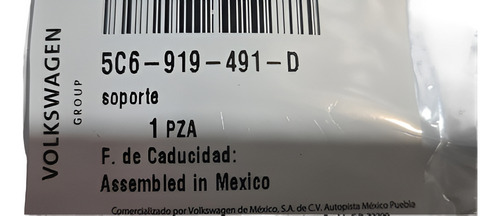 VOLKSWAGEN
GROUP
5C6-919-491-D
soporte
1 PZA
F. de Caducidad:
Assembled in Mexico
Comercializado por Volkswagen de México, S.A. de C.V. Autopista México Puebla